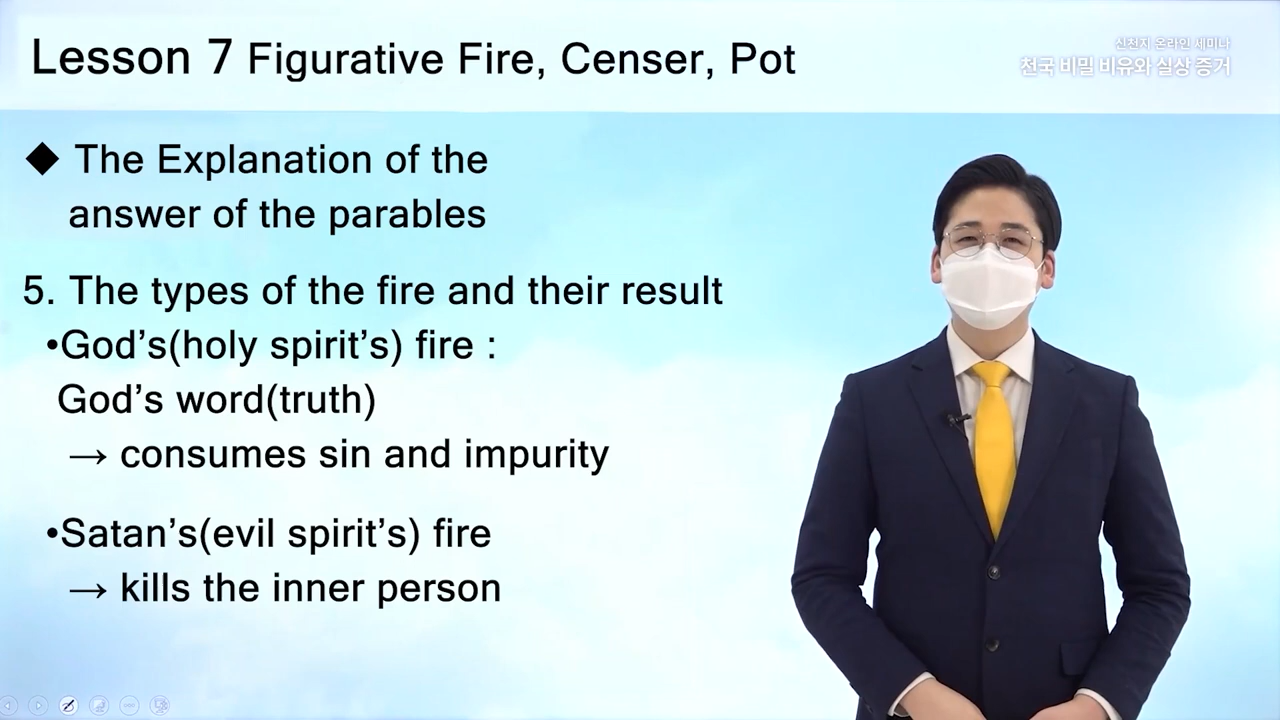 Lesson 7 Figurative Fire, Censer, Pot
신천지 온라인 세미나
천국 비밀 비유와 실상 증거
◆ The Explanation of the
answer of the parables
5. The types of the fire and their result
•God’s(holy spirit’s) fire :
God’s word(truth)
→ consumes sin and impurity
•Satan’s(evil spirit’s) fire
→ kills the inner person